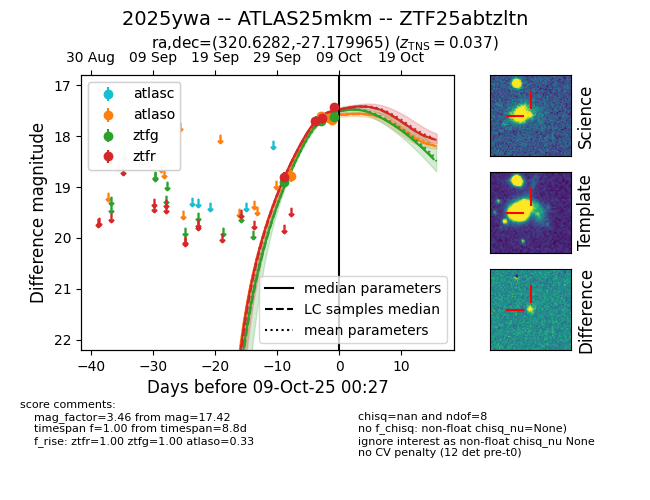 2025ywa -- ATLAS25mkm -- ZTF25abtzltn
ra,dec=(320.6282,-27.179965) (z_TNS = 0.037)
30 Aug 09 Sep 19 Sep 29 Sep 09 Oct 19 Oct
17
18
19
20
21
22
Difference magnitude
atlasc
atlaso
ztfg
ztfr
median parameters
LC samples median
mean parameters
−40 −30 −20 −10 0 10
Days before 09-Oct-25 00:27
Science
Template
Difference
score comments:
mag_factor=3.46 from mag=17.42
timespan f=1.00 from timespan=8.8d
f_rise: ztfr=1.00 ztfg=1.00 atlaso=0.33
chisq=nan and ndof=8
no f_chisq: non-float chisq_nu=None)
ignore interest as non-float chisq_nu None
no CV penalty (12 det pre-t0)